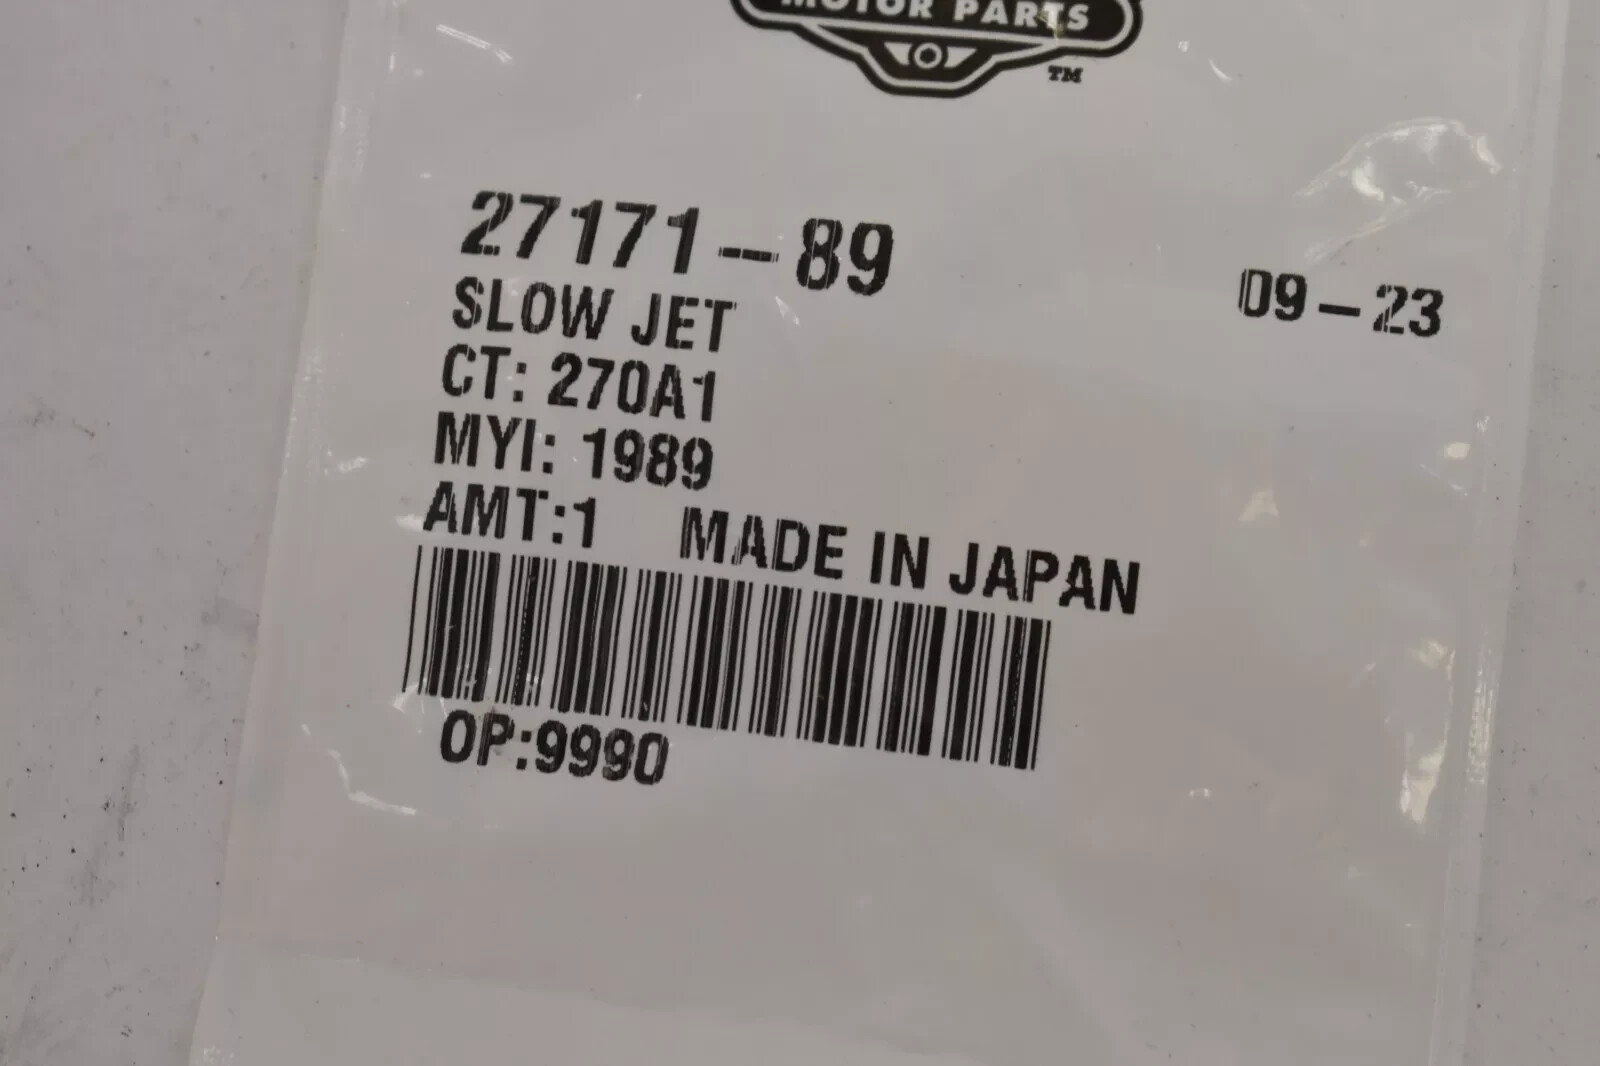 MOTOR PARTS
TM
27171-89
09-23
SLOW JET
CT: 270A1
MYI: 1989
AMT:1 MADE IN JAPAN
OP:9990